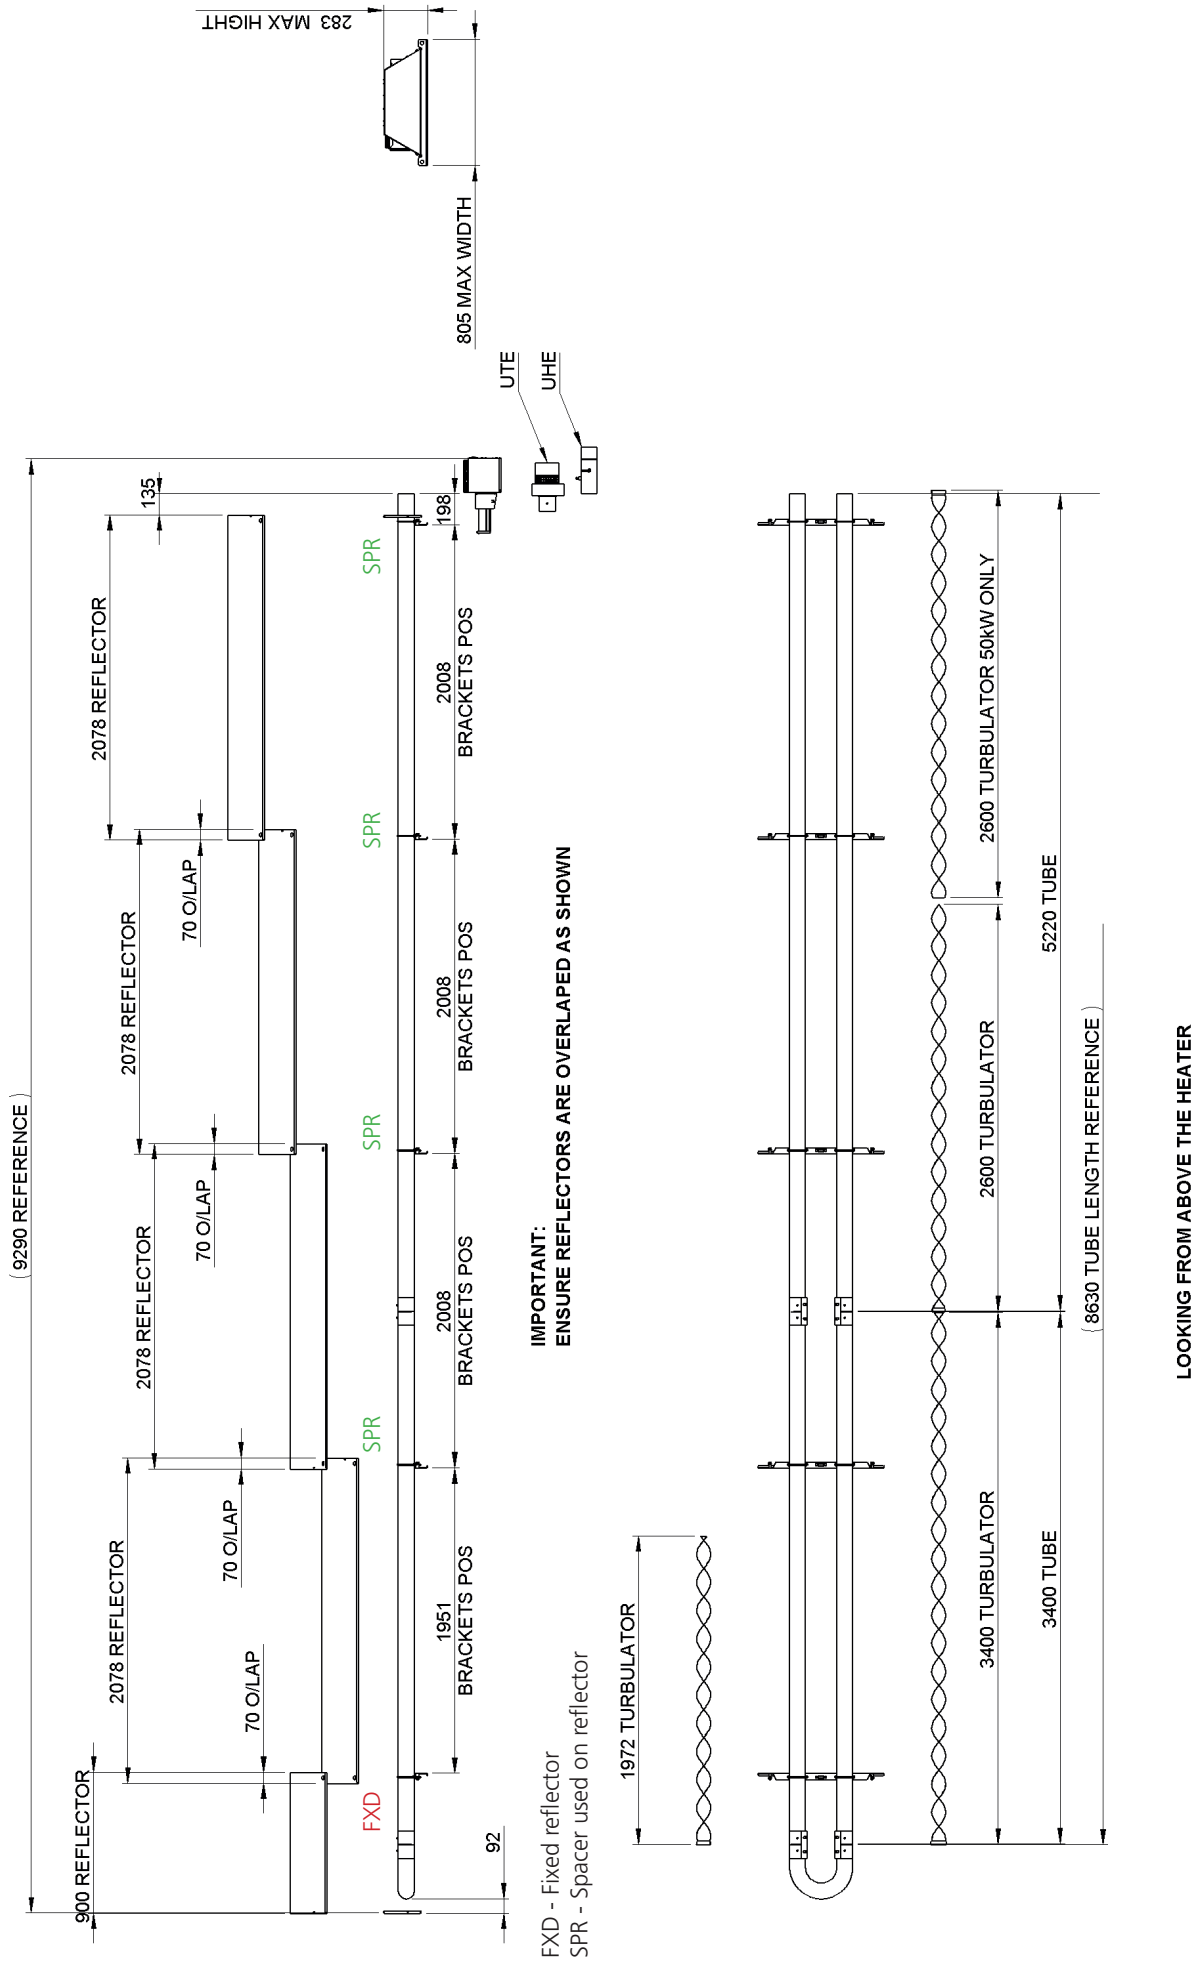 ( 9290 REFERENCE )
2078 REFLECTOR
135
2078 REFLECTOR
70 O/LAP
2078 REFLECTOR
70 O/LAP
2078 REFLECTOR
70 O/LAP
900 REFLECTOR
70 O/LAP
283 MAX HIGHT
805 MAX WIDTH
FXD
SPR
SPR
SPR
SPR
92
1951
BRACKETS POS
2008
BRACKETS POS
2008
BRACKETS POS
2008
BRACKETS POS
198
UTE
UHE
IMPORTANT:
ENSURE REFLECTORS ARE OVERLAPED AS SHOWN
FXD - Fixed reflector
SPR - Spacer used on reflector
1972 TURBULATOR
3400 TURBULATOR
2600 TURBULATOR
2600 TURBULATOR 50kW ONLY
3400 TUBE
5220 TUBE
( 8630 TUBE LENGTH REFERENCE )
LOOKING FROM ABOVE THE HEATER